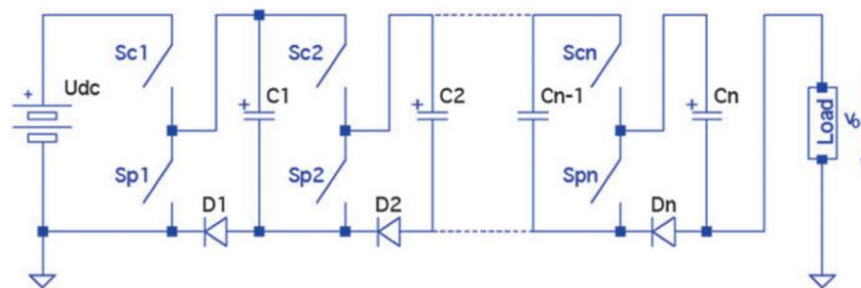 Sc1
Sc2
Scn
+
Udc
+
C1
+
C2
Cn-1
+
Cn
Load
Sp1
Sp2
Spn
D1
D2
Dn